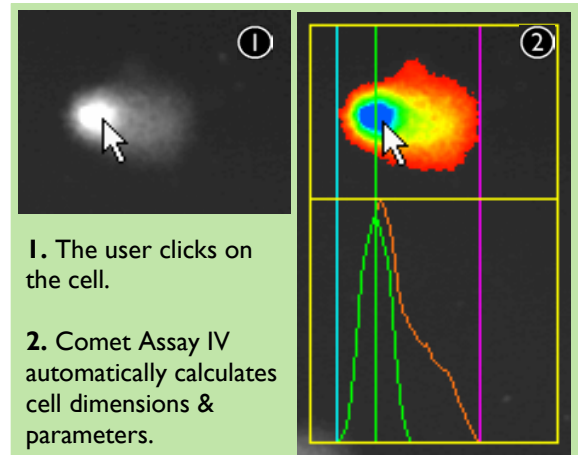 ①
②
1. The user clicks on
the cell.
2. Comet Assay IV
automatically calculates
cell dimensions &
parameters.